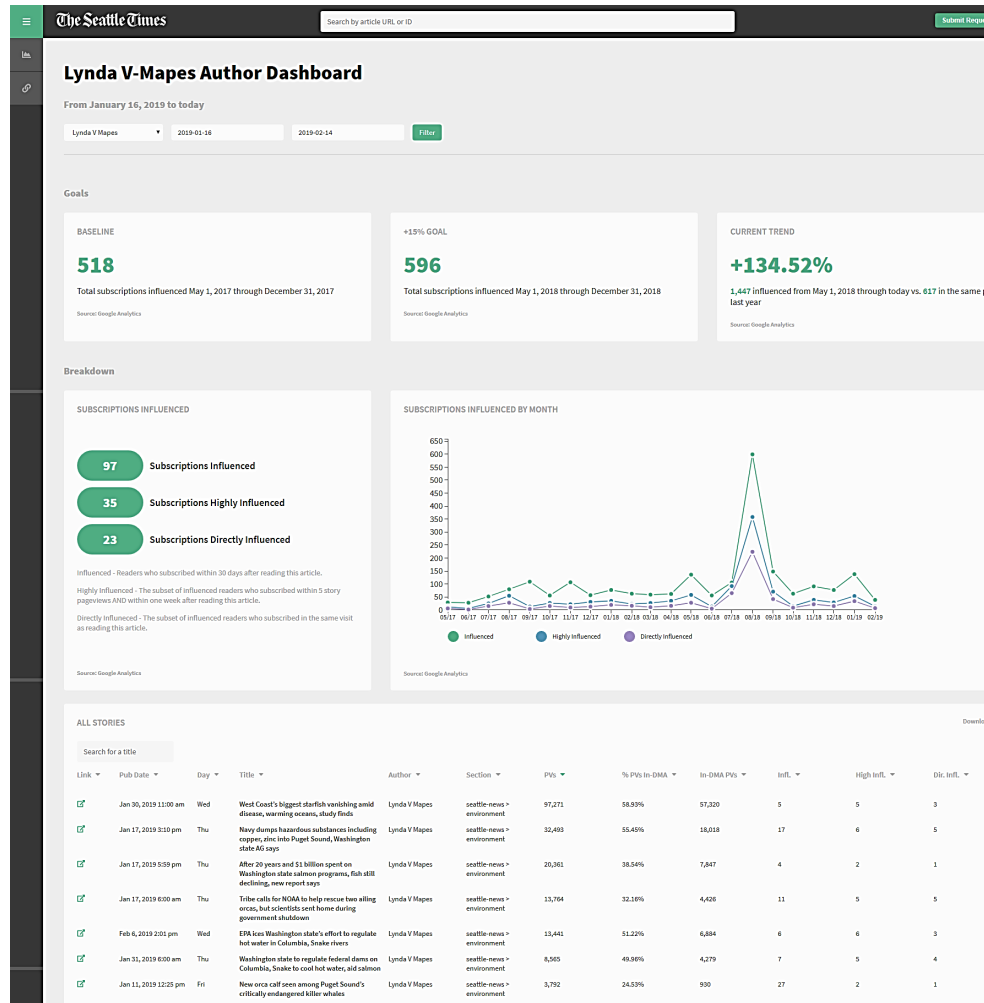 The Seattle Times
Search by article URL or ID
Submit Reque
Lynda V-Mapes Author Dashboard
From January 16, 2019 to today
Lynda V Mapes 2019-01-16 2019-02-14 Filter
Goals
BASELINE
518
Total subscriptions influenced May 1, 2017 through December 31, 2017
Source: Google Analytics
+15% GOAL
596
Total subscriptions influenced May 1, 2018 through December 31, 2018
Source: Google Analytics
CURRENT TREND
+134.52%
1,447 influenced from May 1, 2018 through today vs. 617 in the same p
last year
Source: Google Analytics
Breakdown
SUBSCRIPTIONS INFLUENCED
97 Subscriptions Influenced
35 Subscriptions Highly Influenced
23 Subscriptions Directly Influenced
Influenced - Readers who subscribed within 30 days after reading this article.
Highly Influenced - The subset of influenced readers who subscribed within 5 story
pageviews AND within one week after reading this article.
Directly Influneced - The subset of influenced readers who subscribed in the same visit
as reading this article.
Source: Google Analytics
SUBSCRIPTIONS INFLUENCED BY MONTH
650
600
550
500
450
400
350
300
250
200
150
100
50
0
05/17 06/17 07/17 08/17 09/17 10/17 11/17 12/17 01/18 02/18 03/18 04/18 05/18 06/18 07/18 08/18 09/18 10/18 11/18 12/18 01/19 02/19
Influenced Highly Influenced Directly Influenced
Source: Google Analytics
ALL STORIES
Downlo
Search for a title
Link Pub Date Day Title Author Section PVs % PVs In-DMA In-DMA PVs Infl. High Infl. Dir. Infl.
Jan 30, 2019 11:00 am Wed West Coast's biggest starfish vanishing amid Lynda V Mapes seattle-news > 97,271 58.93% 57,320 5 5 3
disease, warming oceans, study finds environment
Jan 17, 2019 3:10 pm Thu Navy dumps hazardous substances including Lynda V Mapes seattle-news > 32,493 55.45% 18,018 17 6 5
copper, zinc into Puget Sound, Washington environment
state AG says
Jan 17, 2019 5:59 pm Thu After 20 years and $1 billion spent on Lynda V Mapes seattle-news > 20,361 38.54% 7,847 4 2 1
Washington state salmon programs, fish still environment
declining, new report says
Jan 17, 2019 6:00 am Thu Tribe calls for NOAA to help rescue two ailing Lynda V Mapes seattle-news > 13,764 32.16% 4,426 11 5 5
orcas, but scientists sent home during environment
government shutdown
Feb 6, 2019 2:01 pm Wed EPA ices Washington state's effort to regulate Lynda V Mapes seattle-news > 13,441 51.22% 6,884 6 6 3
hot water in Columbia, Snake rivers environment
Jan 31, 2019 6:00 am Thu Washington state to regulate federal dams on Lynda V Mapes seattle-news > 8,565 49.96% 4,279 7 5 4
Columbia, Snake to cool hot water, aid salmon environment
Jan 11, 2019 12:25 pm Fri New orca calf seen among Puget Sound's Lynda V Mapes seattle-news > 3,792 24.53% 930 27 2 1
critically endangered killer whales environment